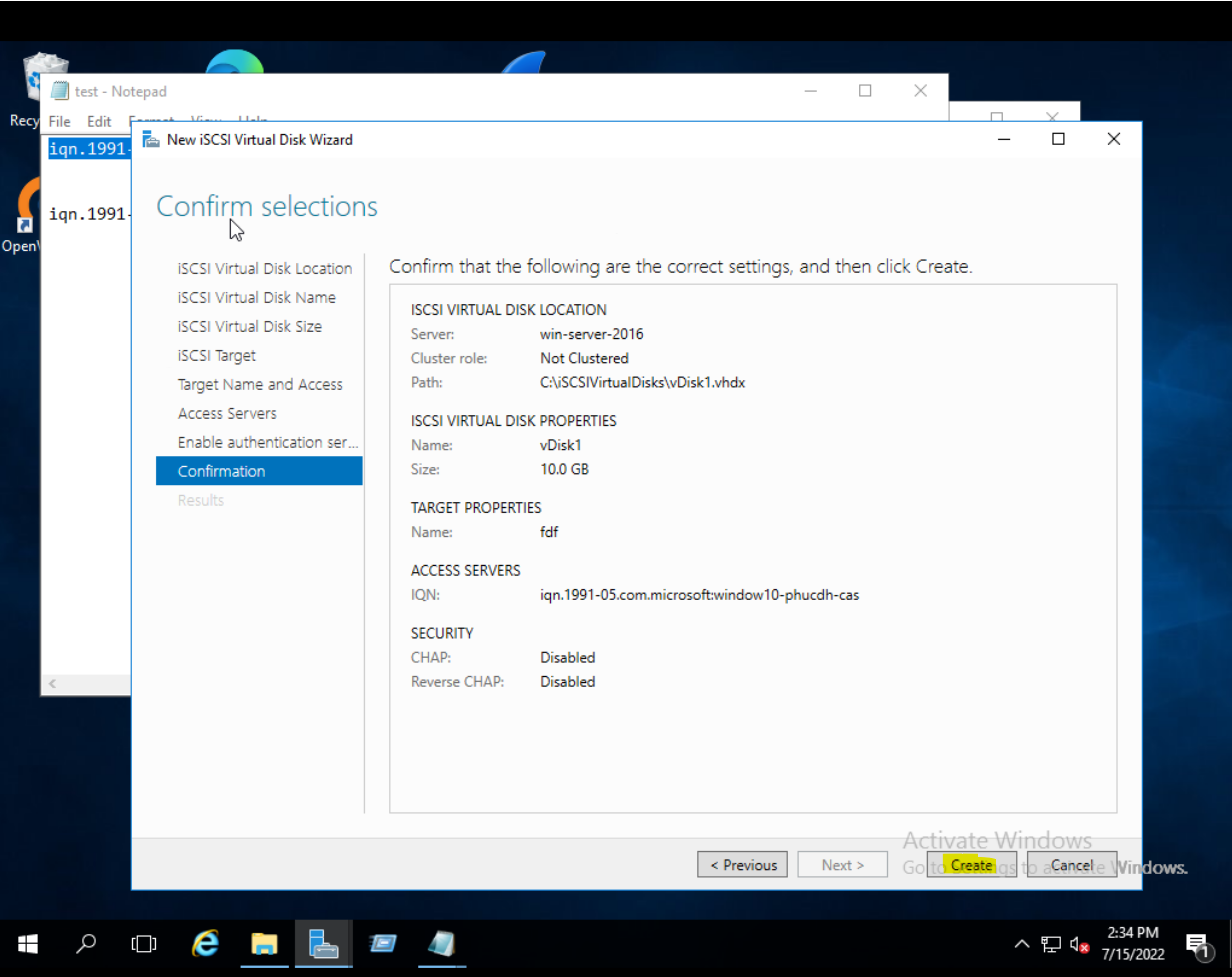 Recy
OpenW
test - Notepad
File Edit Format View Help
iqn.1991-
iqn.1991-
New iSCSI Virtual Disk Wizard
Confirm selections
iSCSI Virtual Disk Location
iSCSI Virtual Disk Name
iSCSI Virtual Disk Size
iSCSI Target
Target Name and Access
Access Servers
Enable authentication ser...
Confirmation
Results
Confirm that the following are the correct settings, and then click Create.
ISCSI VIRTUAL DISK LOCATION
Server: win-server-2016
Cluster role: Not Clustered
Path: C:\iSCSIVirtualDisks\vDisk1.vhdx
ISCSI VIRTUAL DISK PROPERTIES
Name: vDisk1
Size: 10.0 GB
TARGET PROPERTIES
Name: fdf
ACCESS SERVERS
IQN: iqn.1991-05.com.microsoft:window10-phucdh-cas
SECURITY
CHAP: Disabled
Reverse CHAP: Disabled
Activate Windows
Go to Settings to activate Windows.
< Previous Next > Create Cancel
2:34 PM
7/15/2022
1